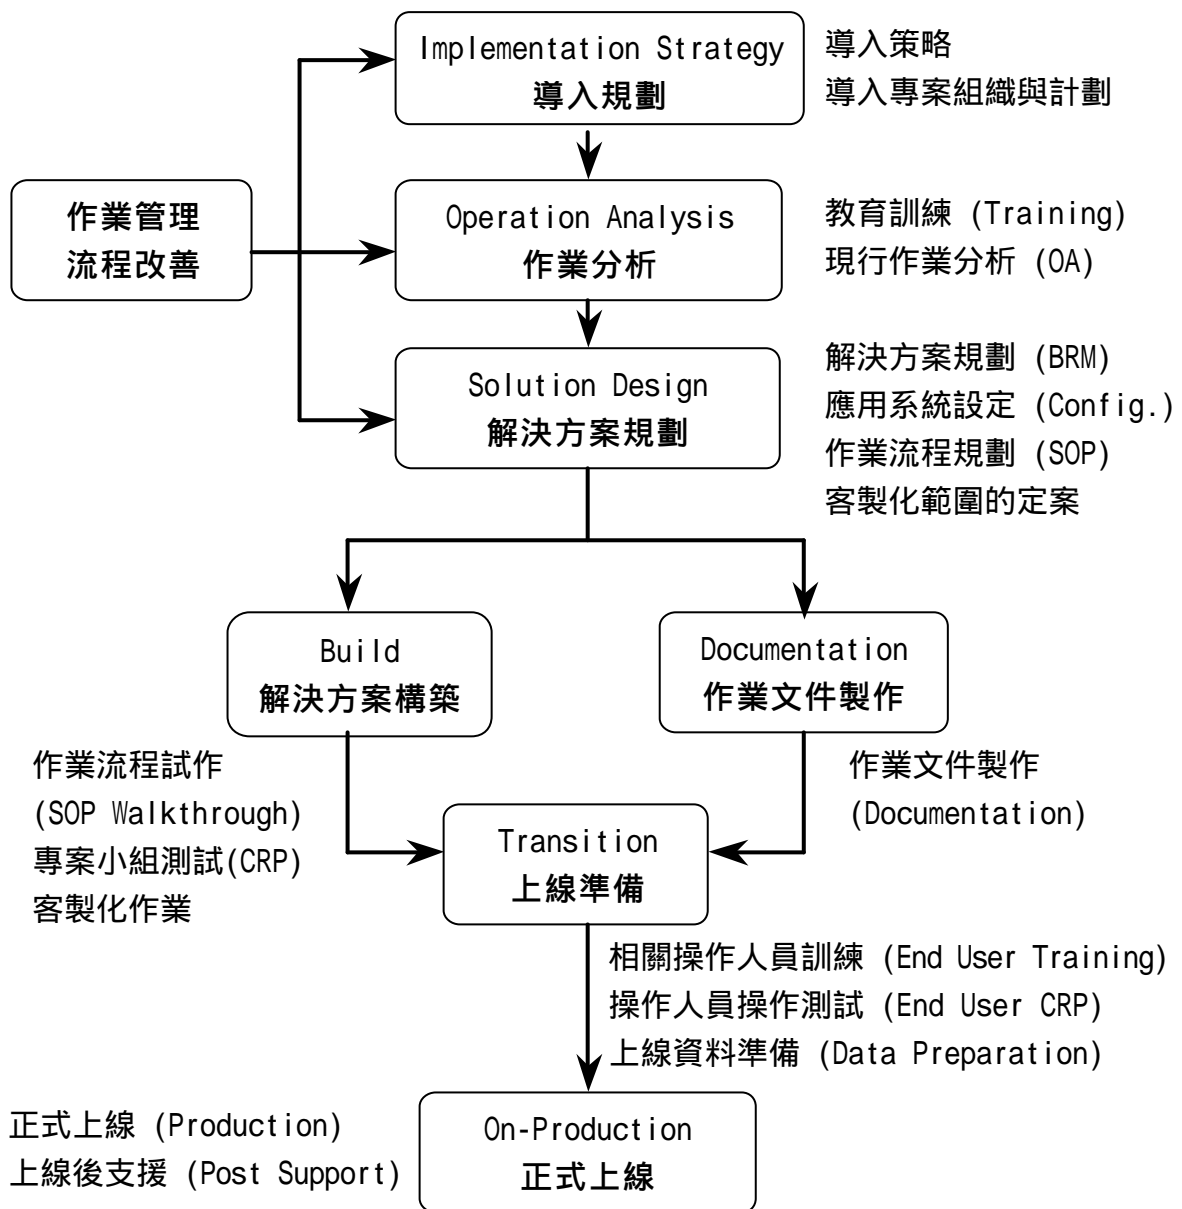 Implementation Strategy
導入規劃
導入策略
導入專案組織與計劃
作業管理
流程改善
Operation Analysis
作業分析
教育訓練 (Training)
現行作業分析 (OA)
Solution Design
解決方案規劃
解決方案規劃 (BRM)
應用系統設定 (Config.)
作業流程規劃 (SOP)
客製化範圍的定案
Build
解決方案構築
Documentation
作業文件製作
作業流程試作
(SOP Walkthrough)
專案小組測試(CRP)
客製化作業
作業文件製作
(Documentation)
Transition
上線準備
相關操作人員訓練 (End User Training)
操作人員操作測試 (End User CRP)
上線資料準備 (Data Preparation)
正式上線 (Production)
上線後支援 (Post Support)
On-Production
正式上線